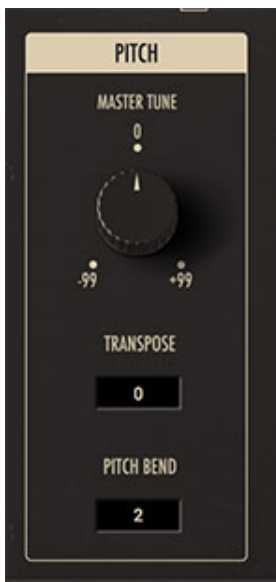 PITCH
MASTER TUNE
0
-99 +99
TRANSPOSE
0
PITCH BEND
2